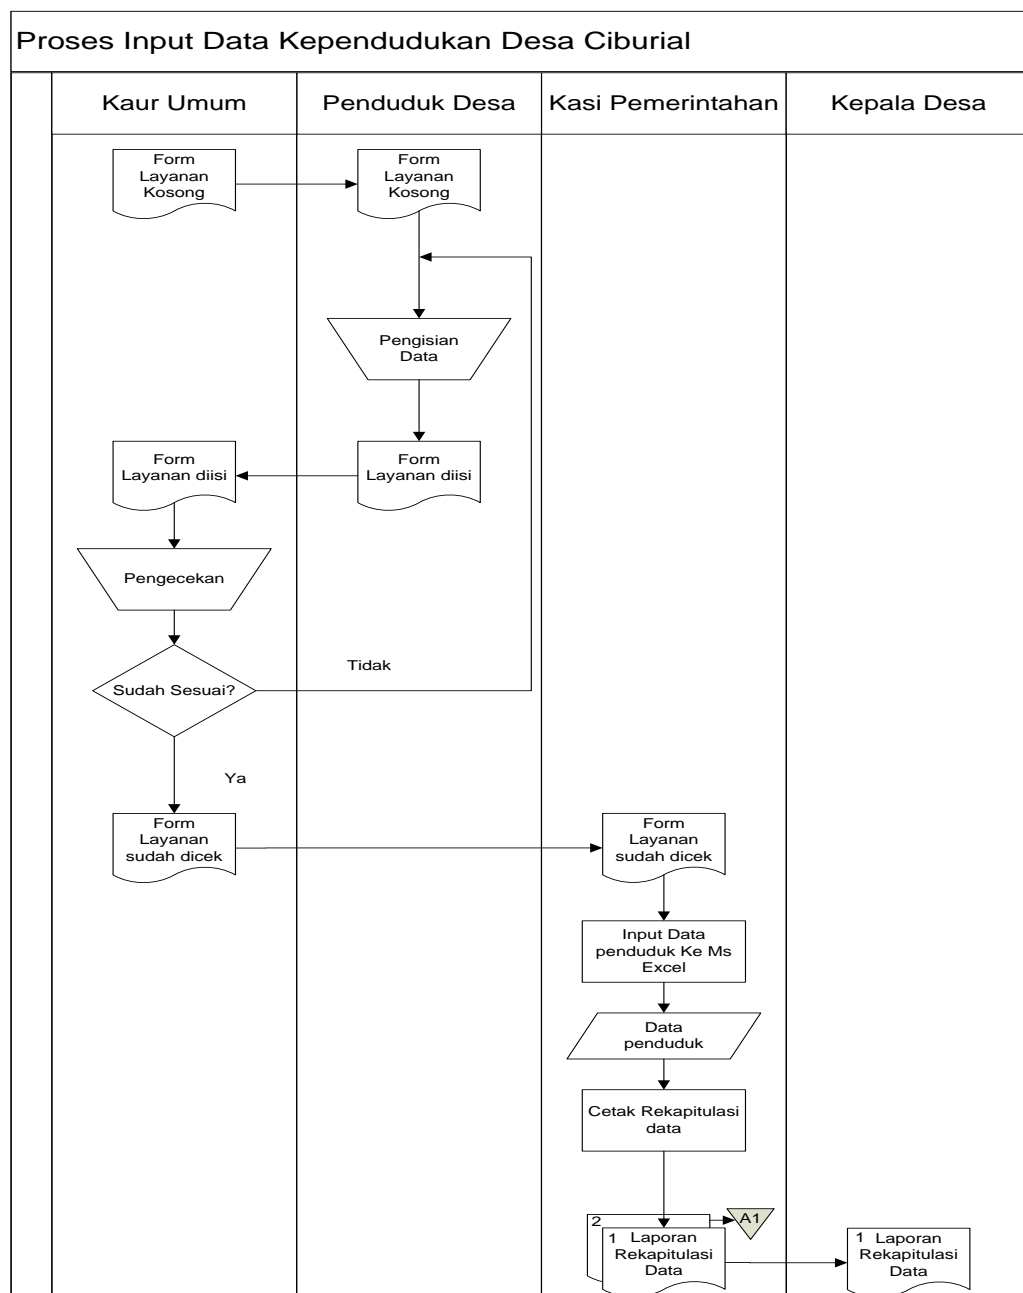 Proses Input Data Kependudukan Desa Ciburial
Kaur Umum
Penduduk Desa
Kasi Pemerintahan
Kepala Desa
Form
Layanan
Kosong
Form
Layanan
Kosong
Pengisian
Data
Form
Layanan diisi
Form
Layanan diisi
Pengecekan
Sudah Sesuai?
Tidak
Ya
Form
Layanan
sudah dicek
Form
Layanan
sudah dicek
Input Data
penduduk Ke Ms
Excel
Data
penduduk
Cetak Rekapitulasi
data
2
A1
1 Laporan
Rekapitulasi
Data
1 Laporan
Rekapitulasi
Data